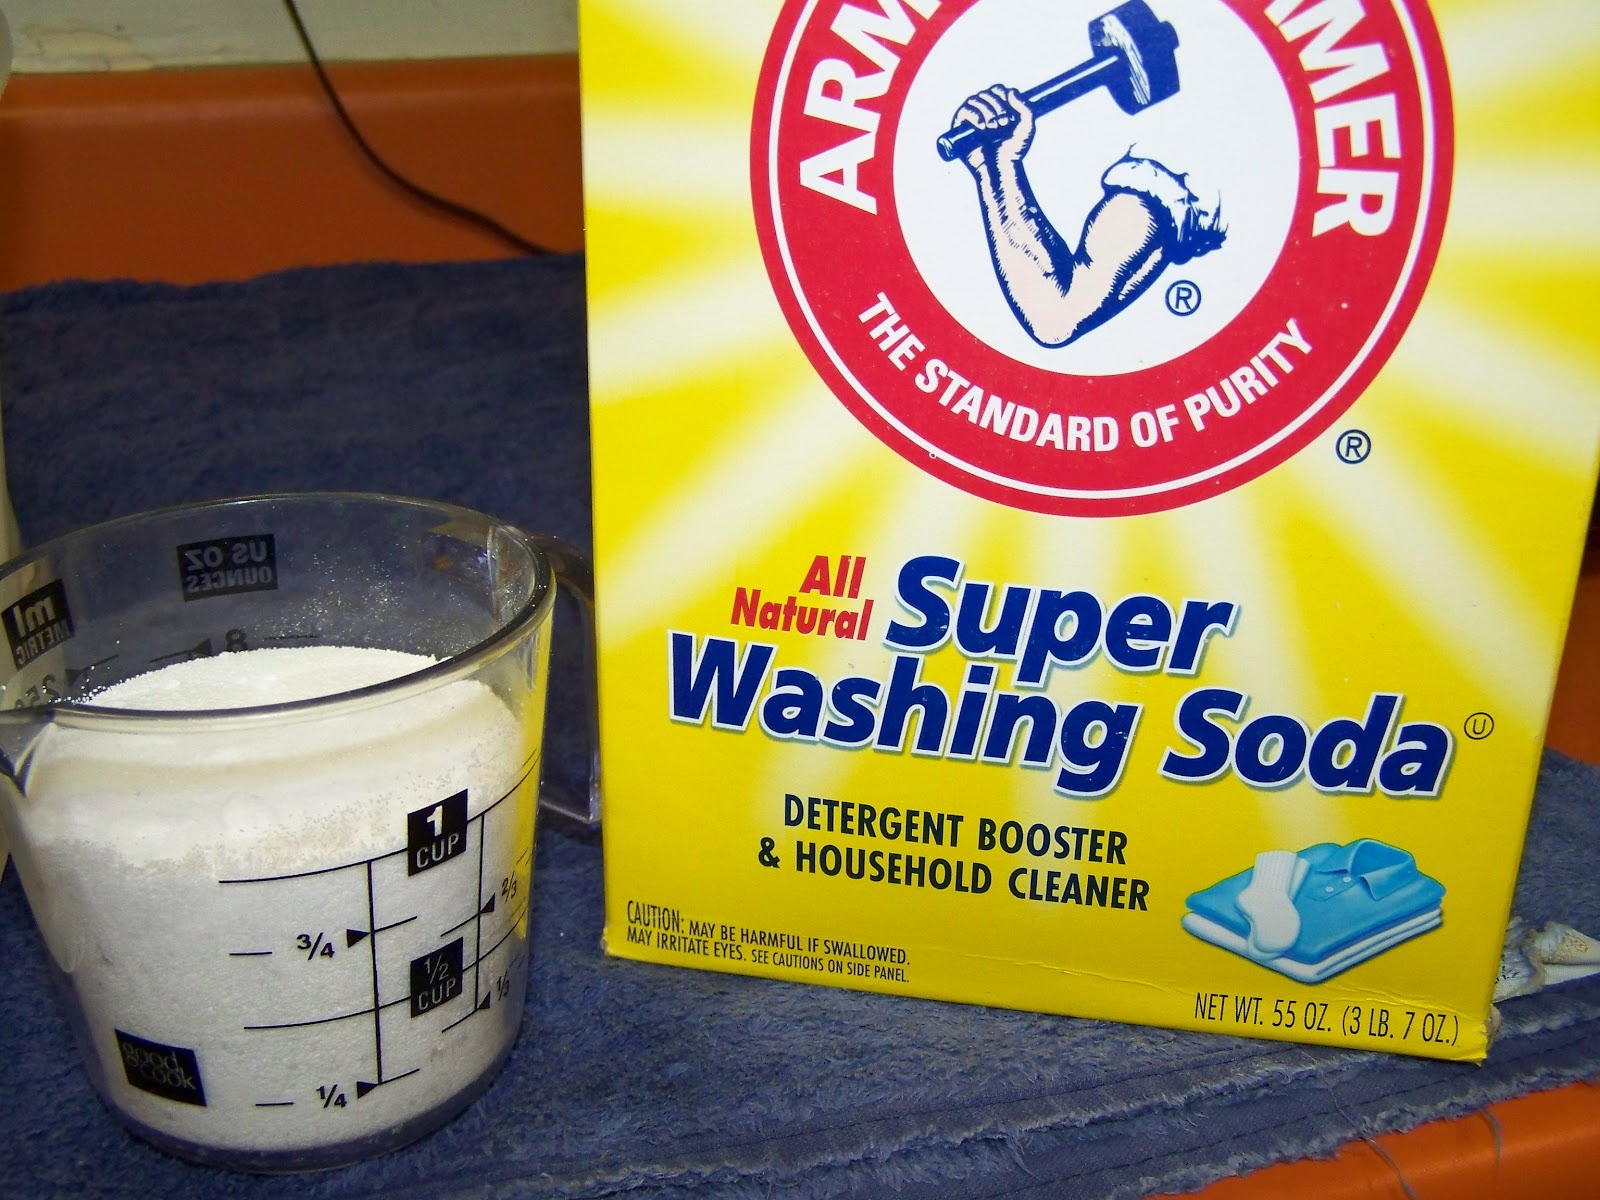 ARM
MMER
THE STANDARD OF PURITY
®
®
All
Natural
Super
Washing Soda
U
DETERGENT BOOSTER
& HOUSEHOLD CLEANER
CAUTION: MAY BE HARMFUL IF SWALLOWED.
MAY IRRITATE EYES. SEE CAUTIONS ON SIDE PANEL.
NET WT. 55 OZ. (3 LB. 7 OZ.)
US OZ
OUNCES
ml
METRIC
8
1
CUP
2/3
3/4
1/2
CUP
1/3
1/4
good
cook